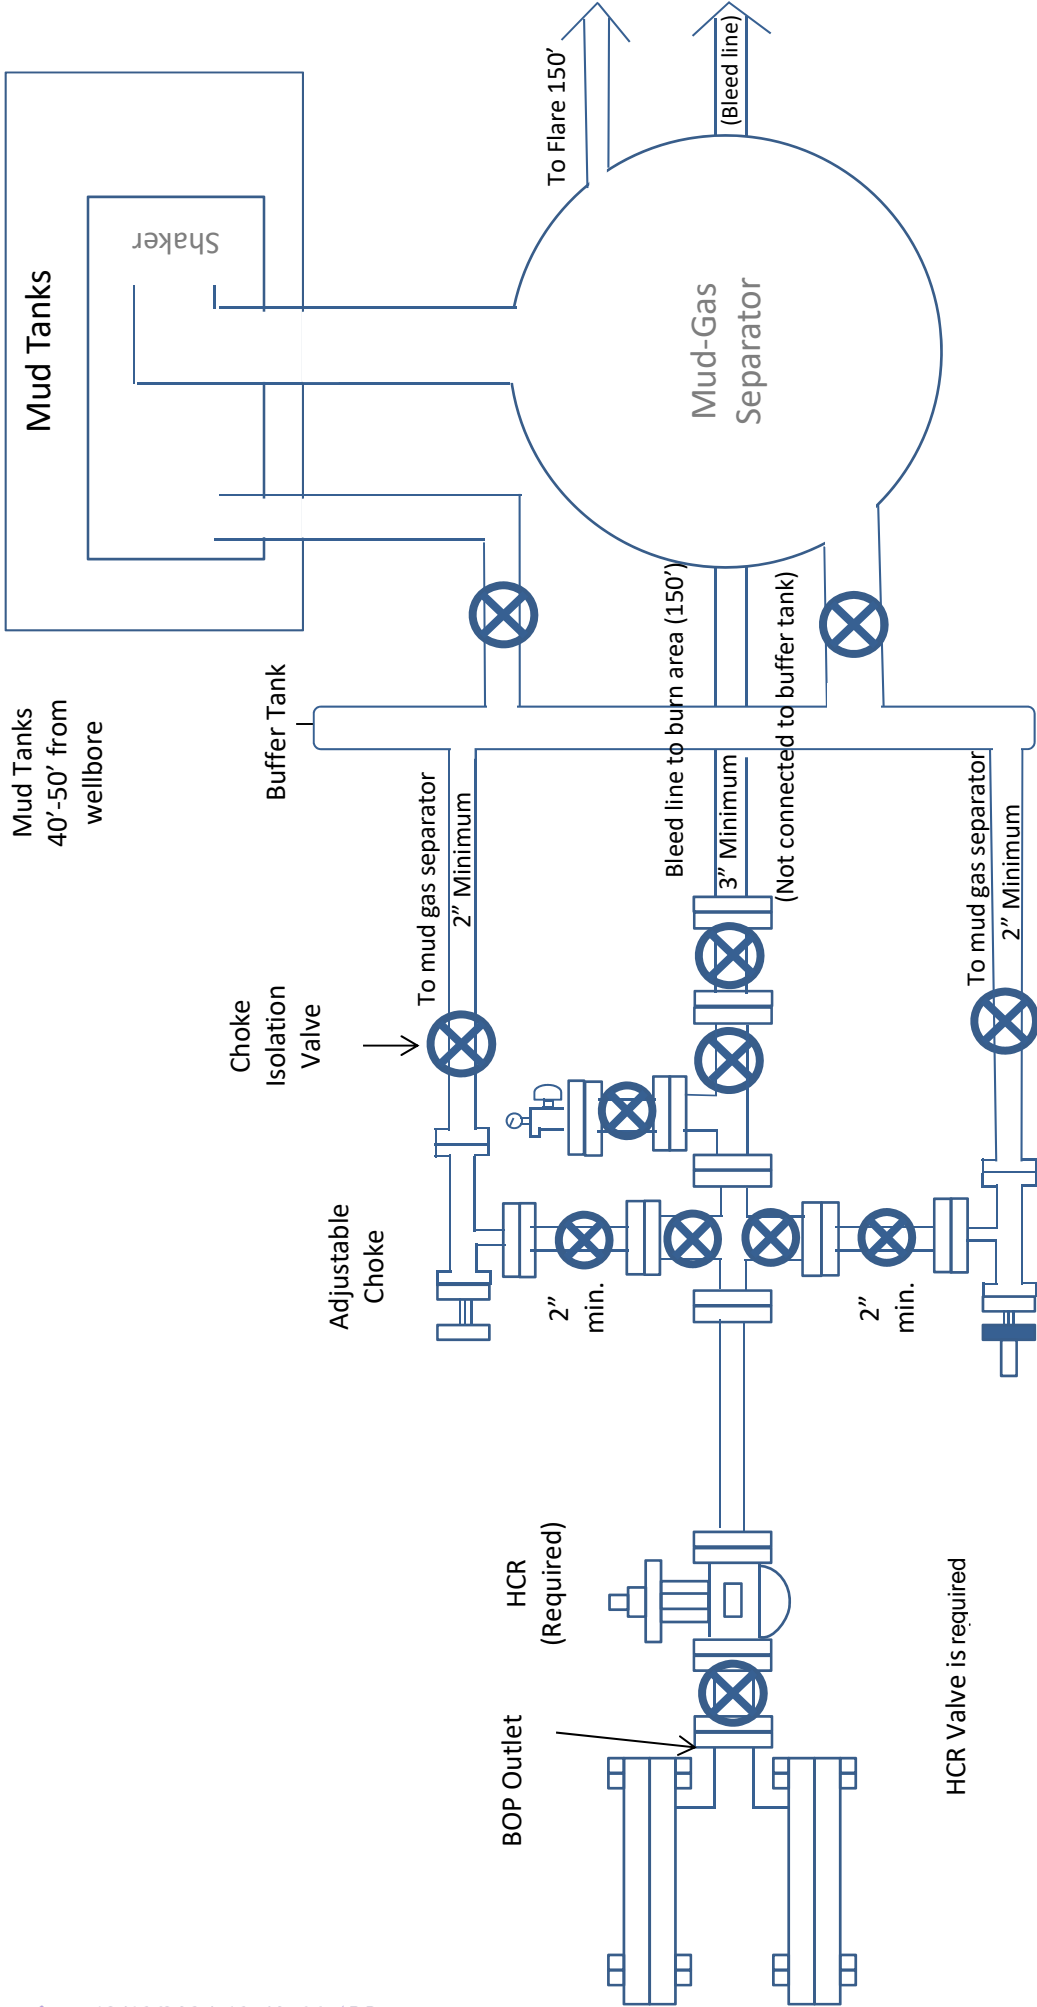 Mud Tanks
Shaker
To Flare 150’
(Bleed line)
Mud-Gas
Separator
Mud Tanks
40’-50’ from
wellbore
Buffer Tank
To mud gas separator
2” Minimum
Bleed line to burn area (150’)
3” Minimum
(Not connected to buffer tank)
To mud gas separator
2” Minimum
Choke
Isolation
Valve
Adjustable
Choke
2”
min.
2”
min.
HCR
(Required)
BOP Outlet
HCR Valve is required